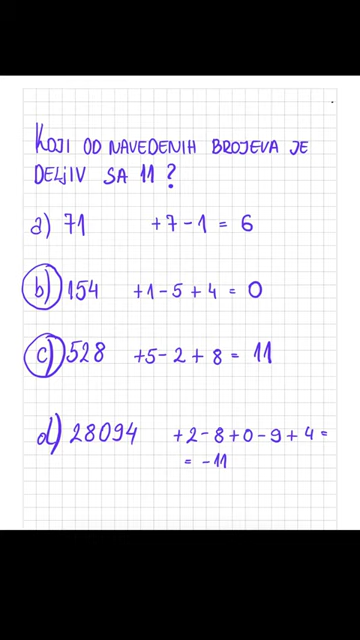 KOJI OD NAVEDENIH BROJEVA JE
DELJIV SA 11 ?
a) 71 +7-1 = 6
b) 154 +1-5+4 = 0
c) 528 +5-2+8 = 11
d) 28094 +2-8+0-9+4 =
= -11